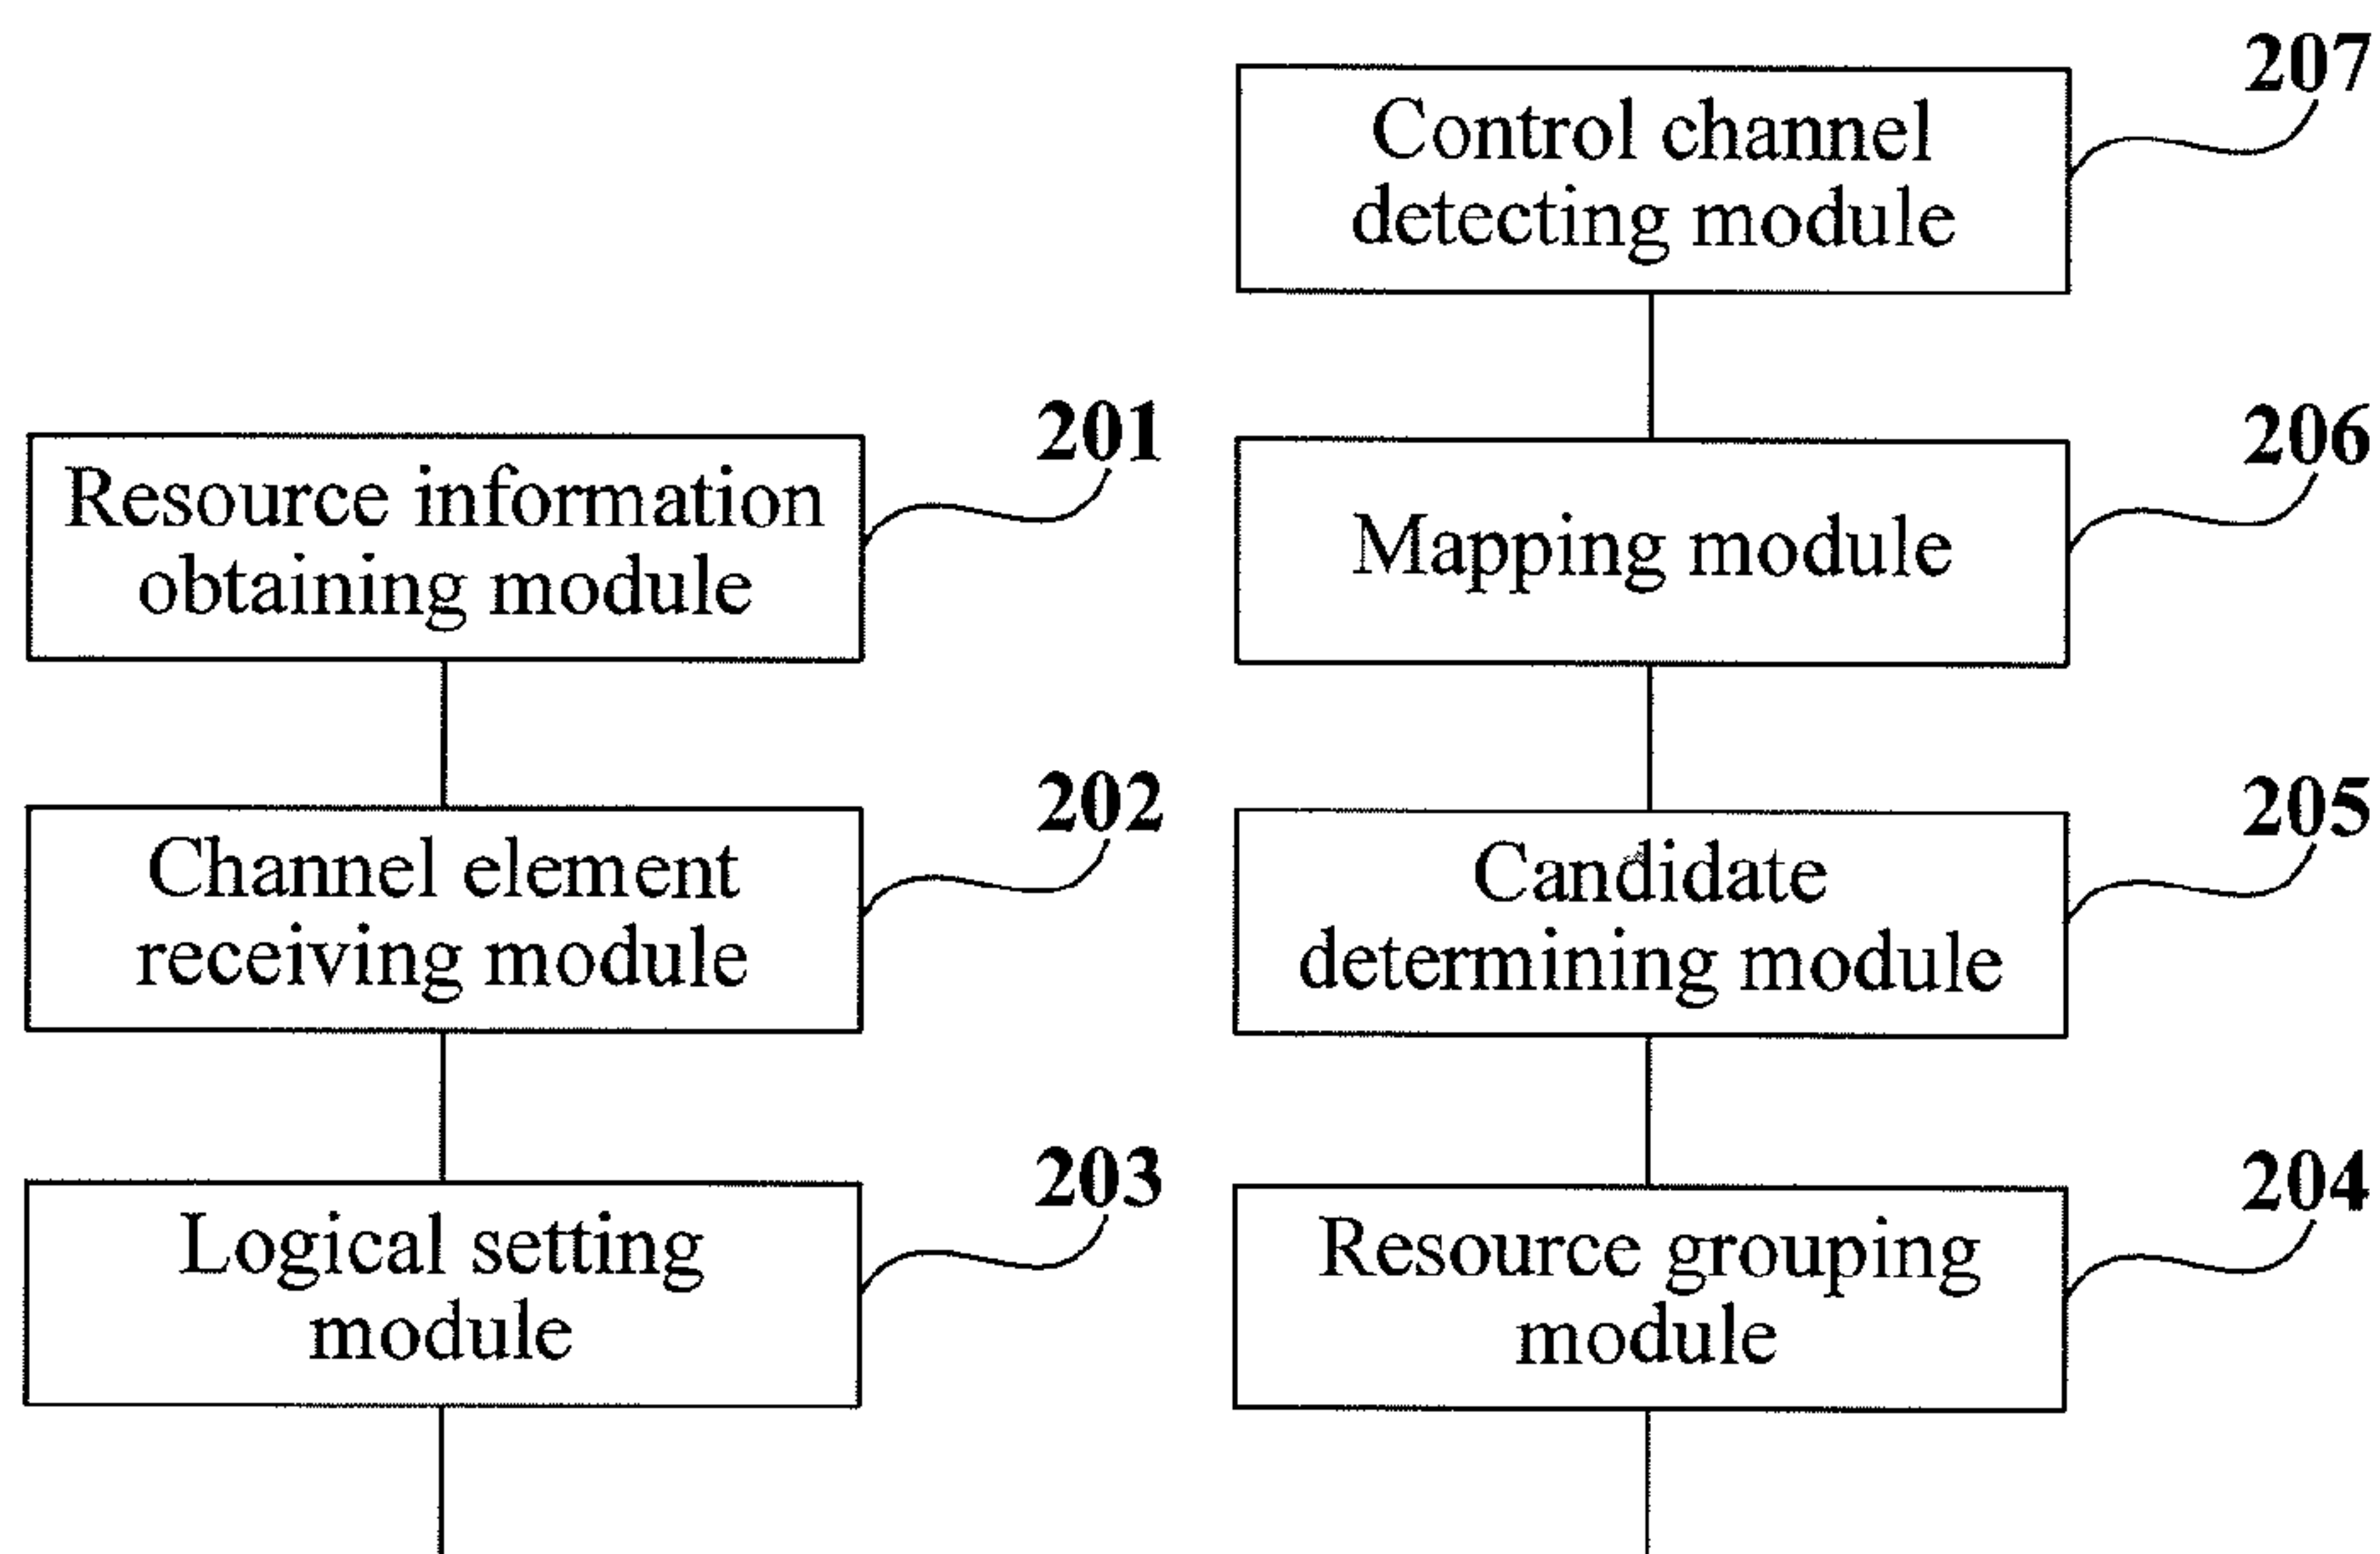 207
Control channel
detecting module
201
Resource information
obtaining module
206
Mapping module
202
Channel element
receiving module
205
Candidate
determining module
203
Logical setting
module
204
Resource grouping
module